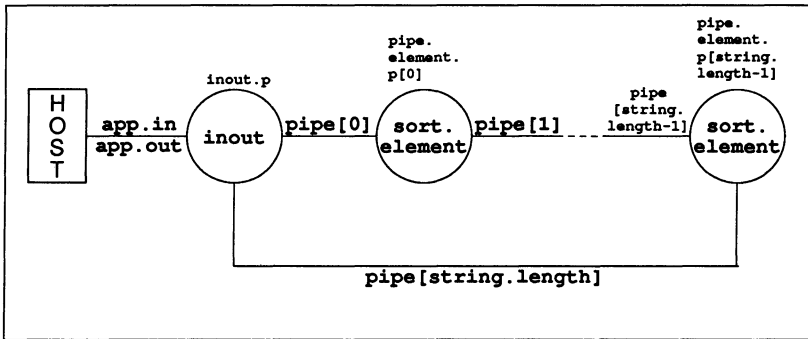 HOST
app.in
app.out
inout.p
inout
pipe[0]
pipe.
element.
p[0]
sort.
element
pipe[1]
pipe
[string.
length-1]
pipe.
element.
p[string.
length-1]
sort.
element
pipe[string.length]